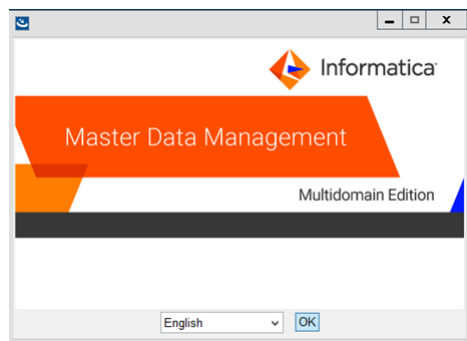 Informatica
Master Data Management
Multidomain Edition
English
OK